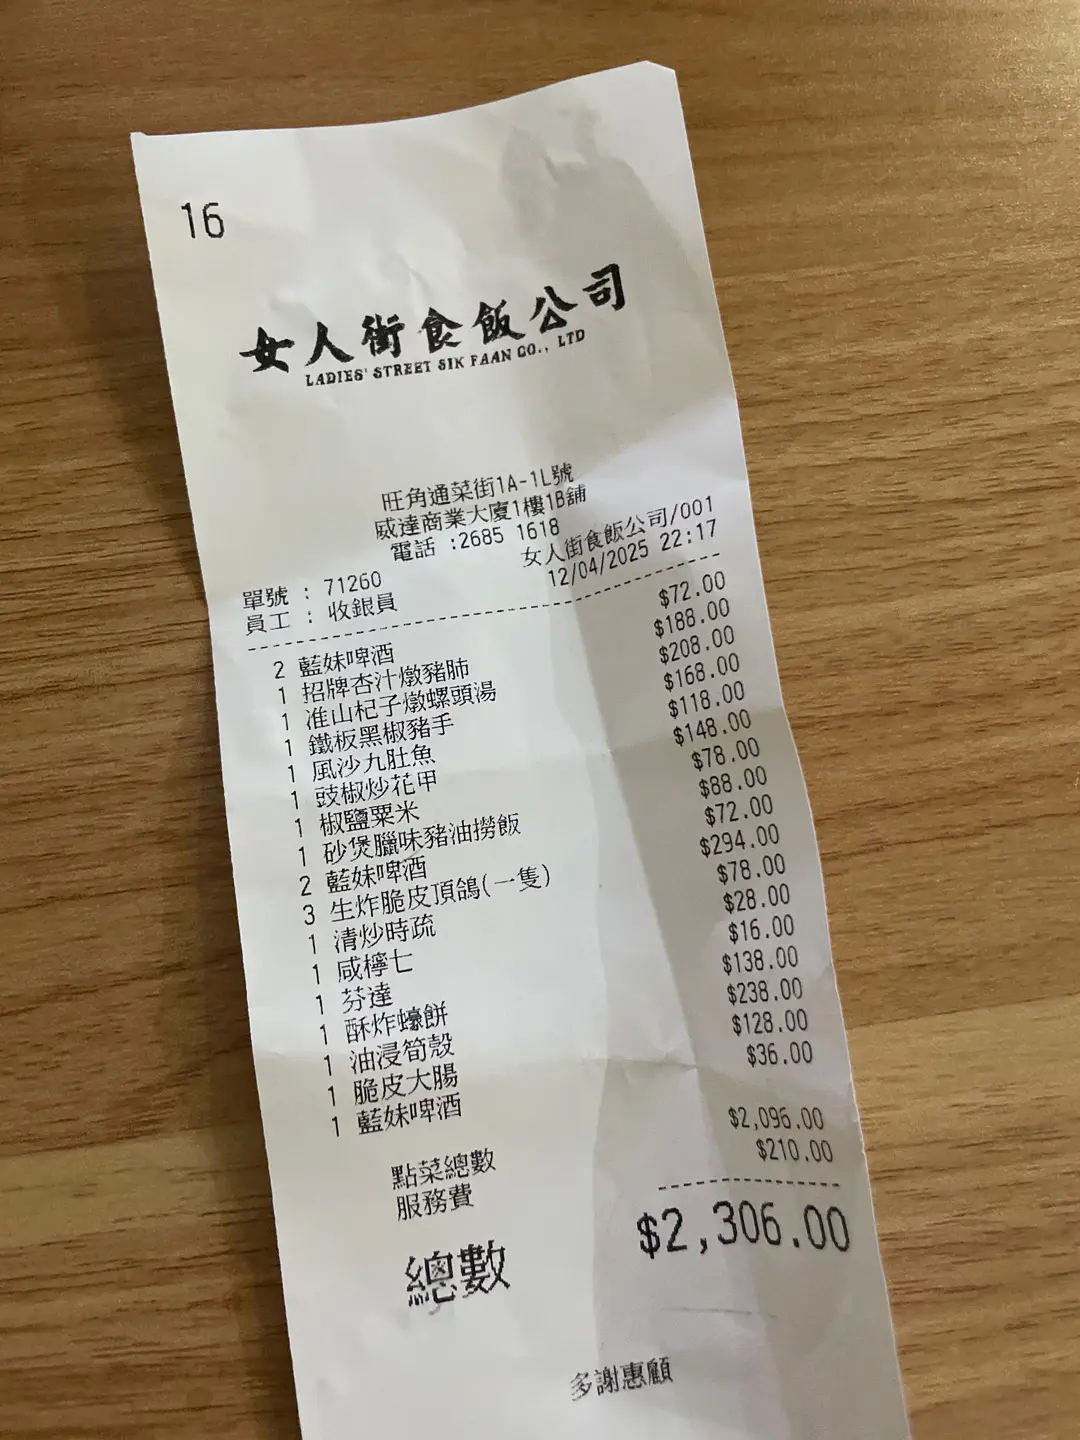 16
女人街食飯公司
LADIES' STREET SIK FAAN CO., LTD
旺角通菜街1A-1L號
威達商業大廈1樓1B舖
電話 :2685 1618
單號 : 71260 女人街食飯公司/001
員工 : 收銀員 12/04/2025 22:17
2 藍妹啤酒 $72.00
1 招牌杏汁燉豬肺 $188.00
1 准山杞子燉螺頭湯 $208.00
1 鐵板黑椒豬手 $168.00
1 風沙九肚魚 $118.00
1 豉椒炒花甲 $148.00
1 椒鹽粟米 $78.00
1 砂煲臘味豬油撈飯 $88.00
2 藍妹啤酒 $72.00
3 生炸脆皮頂鴿(一隻) $294.00
1 清炒時疏 $78.00
1 咸檸七 $28.00
1 芬達 $16.00
1 酥炸蠔餅 $138.00
1 油浸筍殼 $238.00
1 脆皮大腸 $128.00
1 藍妹啤酒 $36.00
點菜總數 $2,096.00
服務費 $210.00
總數 $2,306.00
多謝惠顧